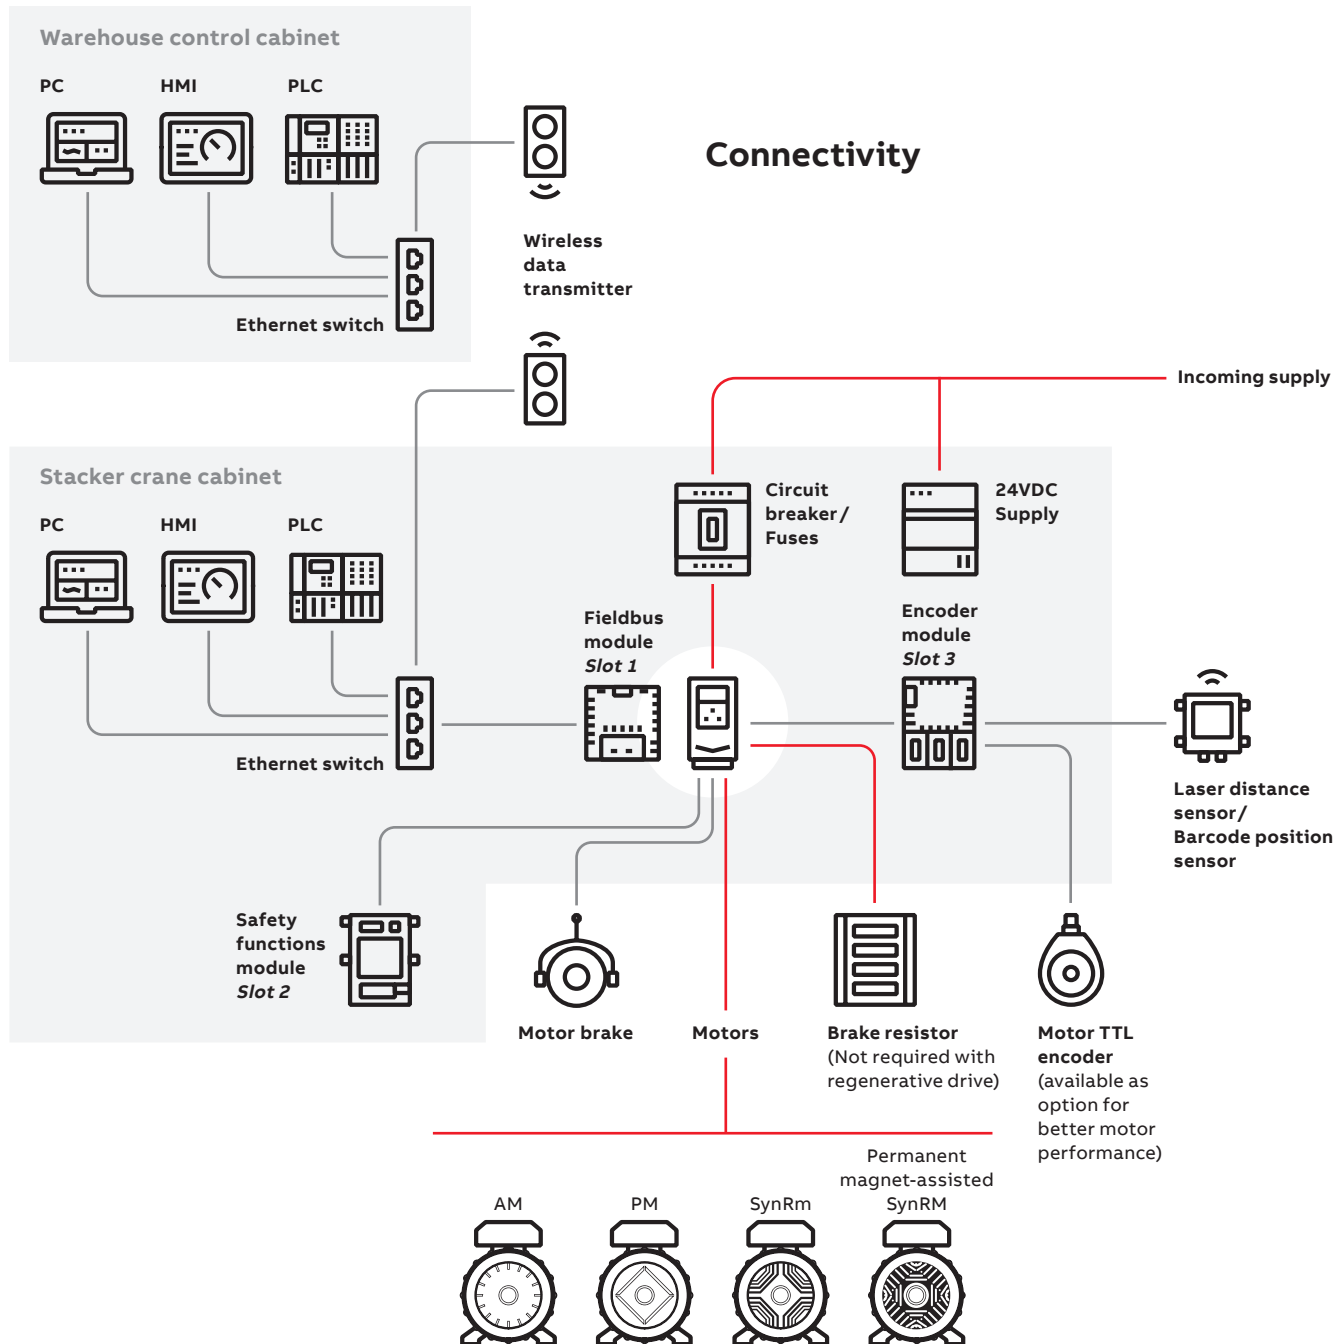 Warehouse control cabinet
PC
HMI
PLC
Connectivity
Wireless
data
transmitter
Ethernet switch
Incoming supply
Stacker crane cabinet
PC
HMI
PLC
Circuit
breaker/
Fuses
24VDC
Supply
Fieldbus
module
Slot 1
Encoder
module
Slot 3
Ethernet switch
Laser distance
sensor/
Barcode position
sensor
Safety
functions
module
Slot 2
Motor brake
Motors
Brake resistor
(Not required with
regenerative drive)
Motor TTL
encoder
(available as
option for
better motor
performance)
AM
PM
SynRm
Permanent
magnet-assisted
SynRM